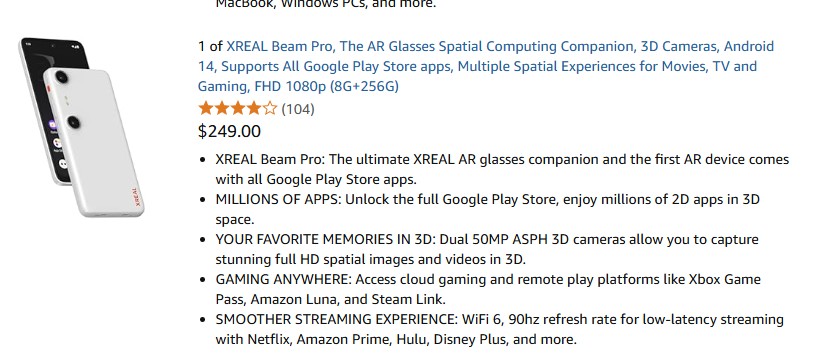 MacBook, Windows PCs, and more.
1 of XREAL Beam Pro, The AR Glasses Spatial Computing Companion, 3D Cameras, Android
14, Supports All Google Play Store apps, Multiple Spatial Experiences for Movies, TV and
Gaming, FHD 1080p (8G+256G)
(104)
$249.00
• XREAL Beam Pro: The ultimate XREAL AR glasses companion and the first AR device comes
with all Google Play Store apps.
• MILLIONS OF APPS: Unlock the full Google Play Store, enjoy millions of 2D apps in 3D
space.
• YOUR FAVORITE MEMORIES IN 3D: Dual 50MP ASPH 3D cameras allow you to capture
stunning full HD spatial images and videos in 3D.
• GAMING ANYWHERE: Access cloud gaming and remote play platforms like Xbox Game
Pass, Amazon Luna, and Steam Link.
• SMOOTHER STREAMING EXPERIENCE: WiFi 6, 90hz refresh rate for low-latency streaming
with Netflix, Amazon Prime, Hulu, Disney Plus, and more.
XREAL